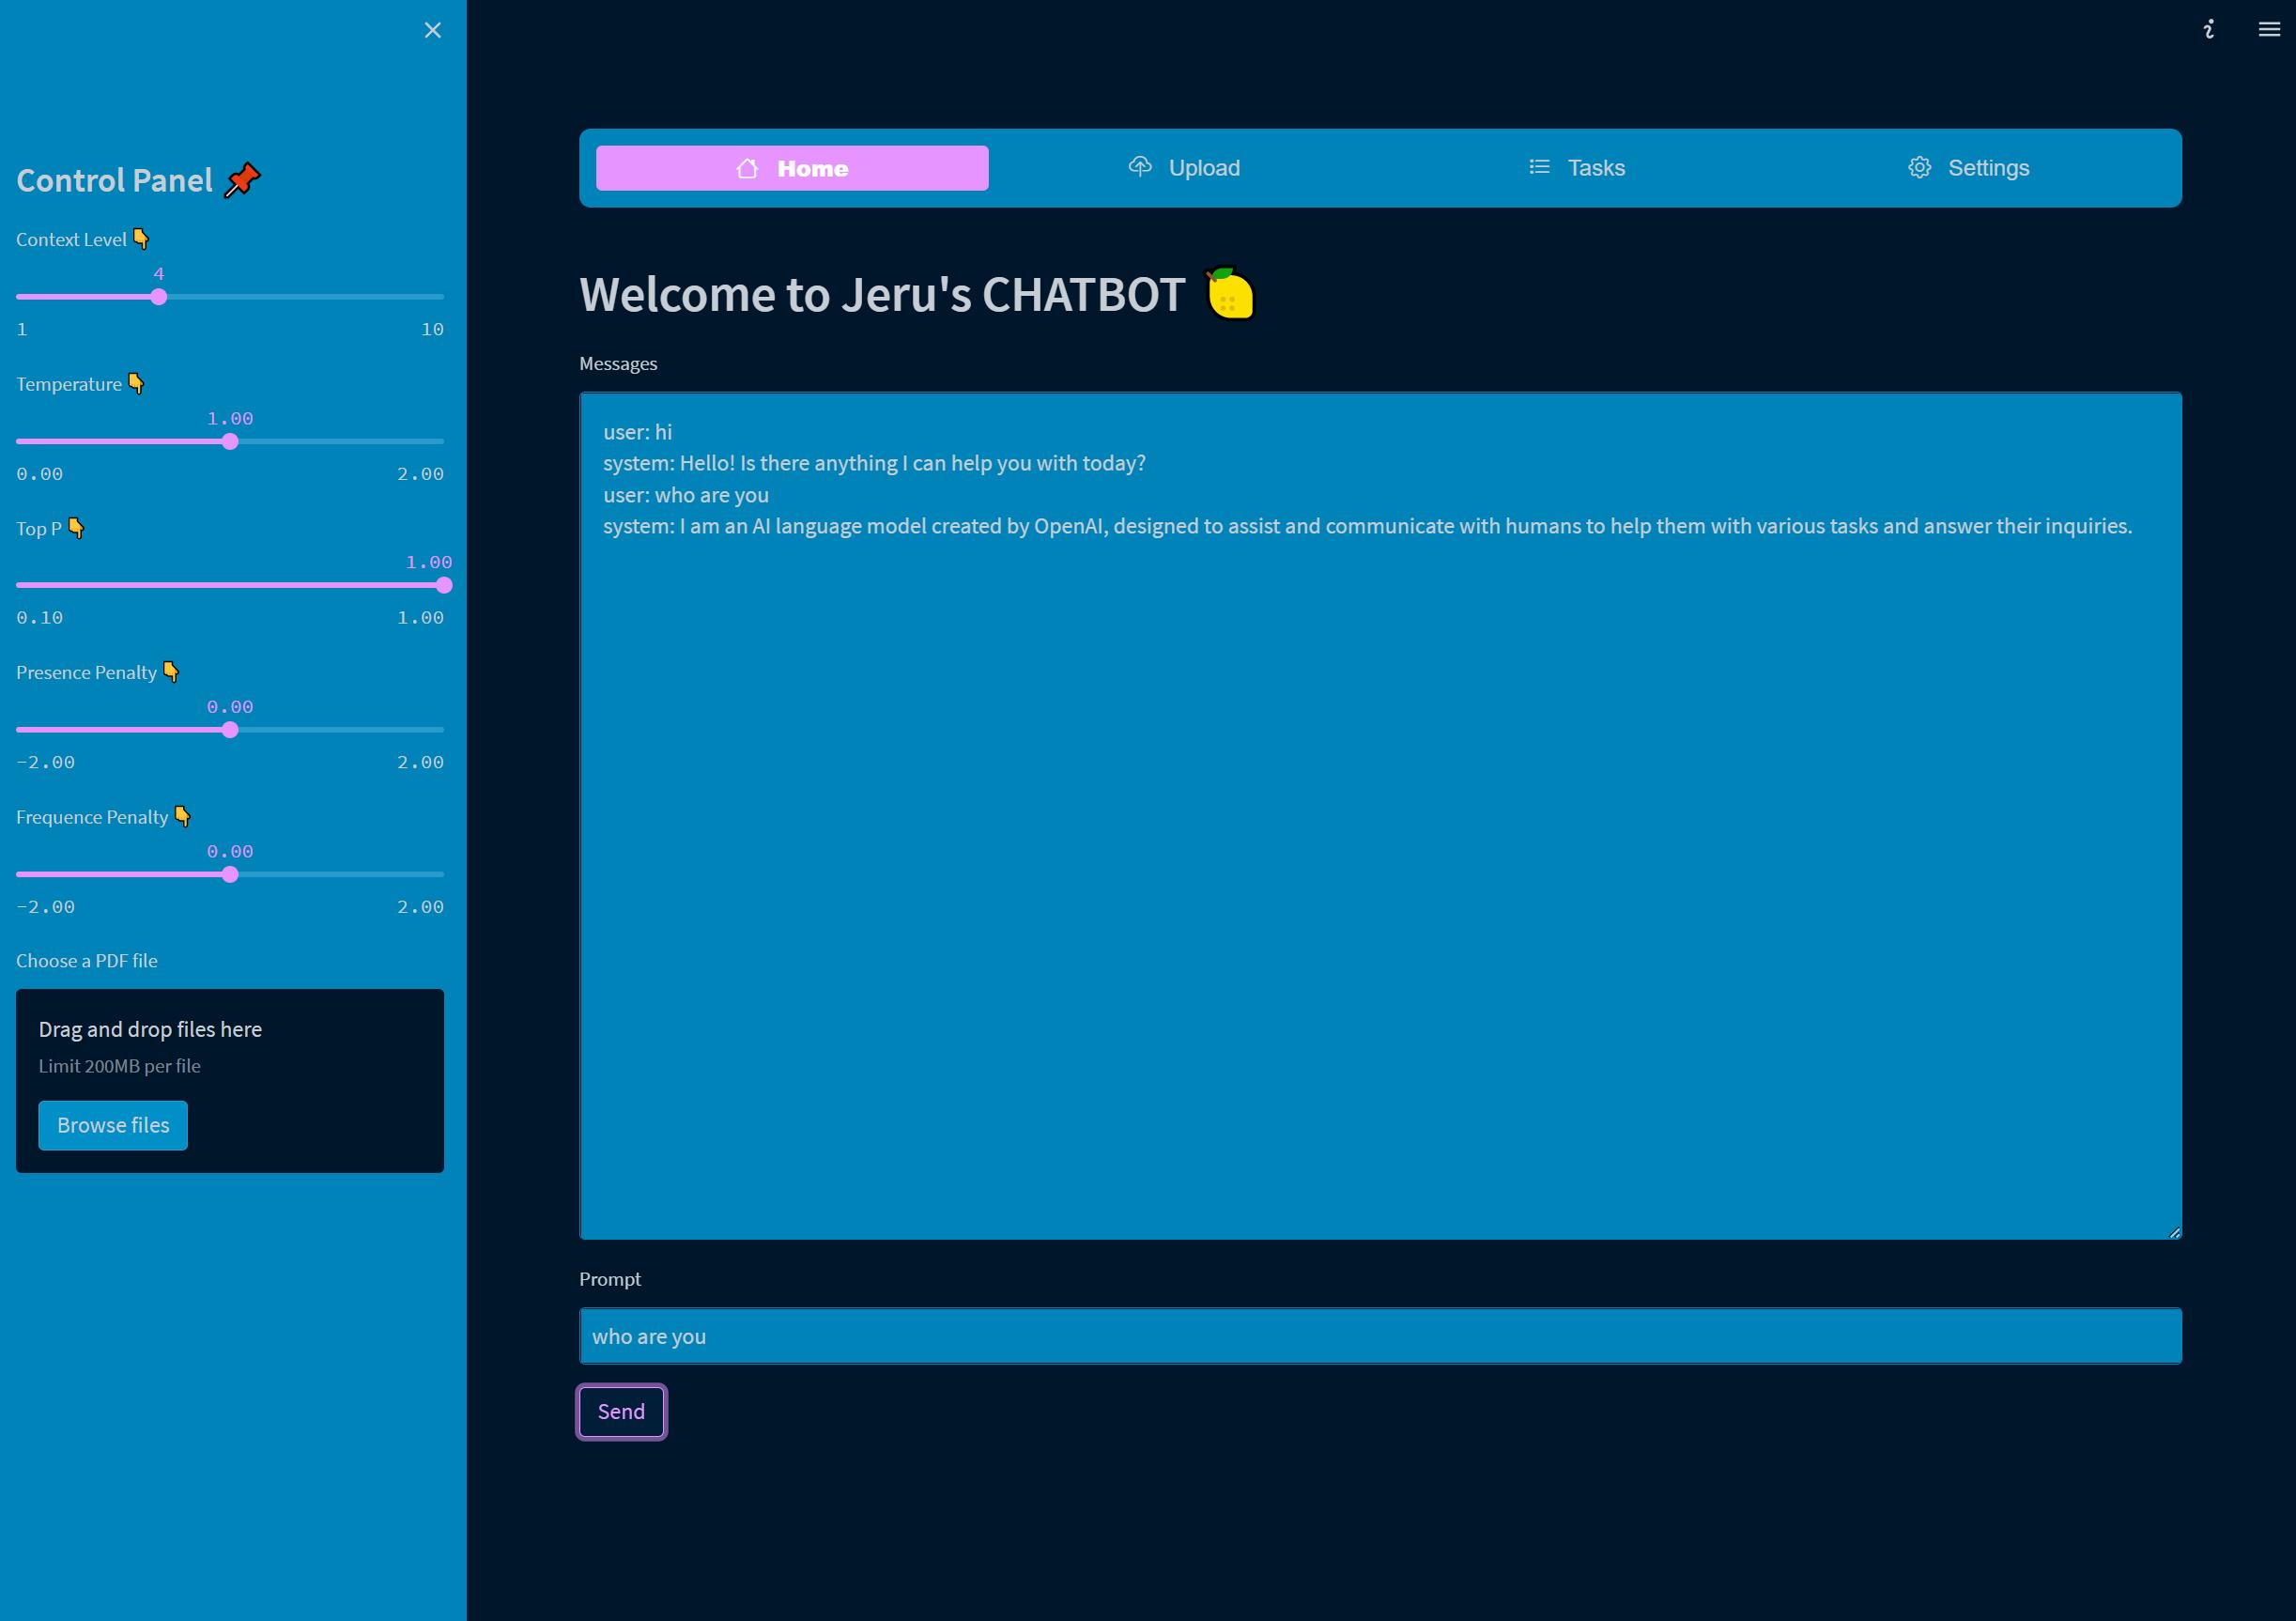 Control Panel
Context Level
4
1 10
Temperature
1.00
0.00 2.00
Top P
1.00
0.10 1.00
Presence Penalty
0.00
-2.00 2.00
Frequence Penalty
0.00
-2.00 2.00
Choose a PDF file
Drag and drop files here
Limit 200MB per file
Browse files
Home Upload Tasks Settings
Welcome to Jeru's CHATBOT
Messages
user: hi
system: Hello! Is there anything I can help you with today?
user: who are you
system: I am an AI language model created by OpenAI, designed to assist and communicate with humans to help them with various tasks and answer their inquiries.
Prompt
who are you
Send